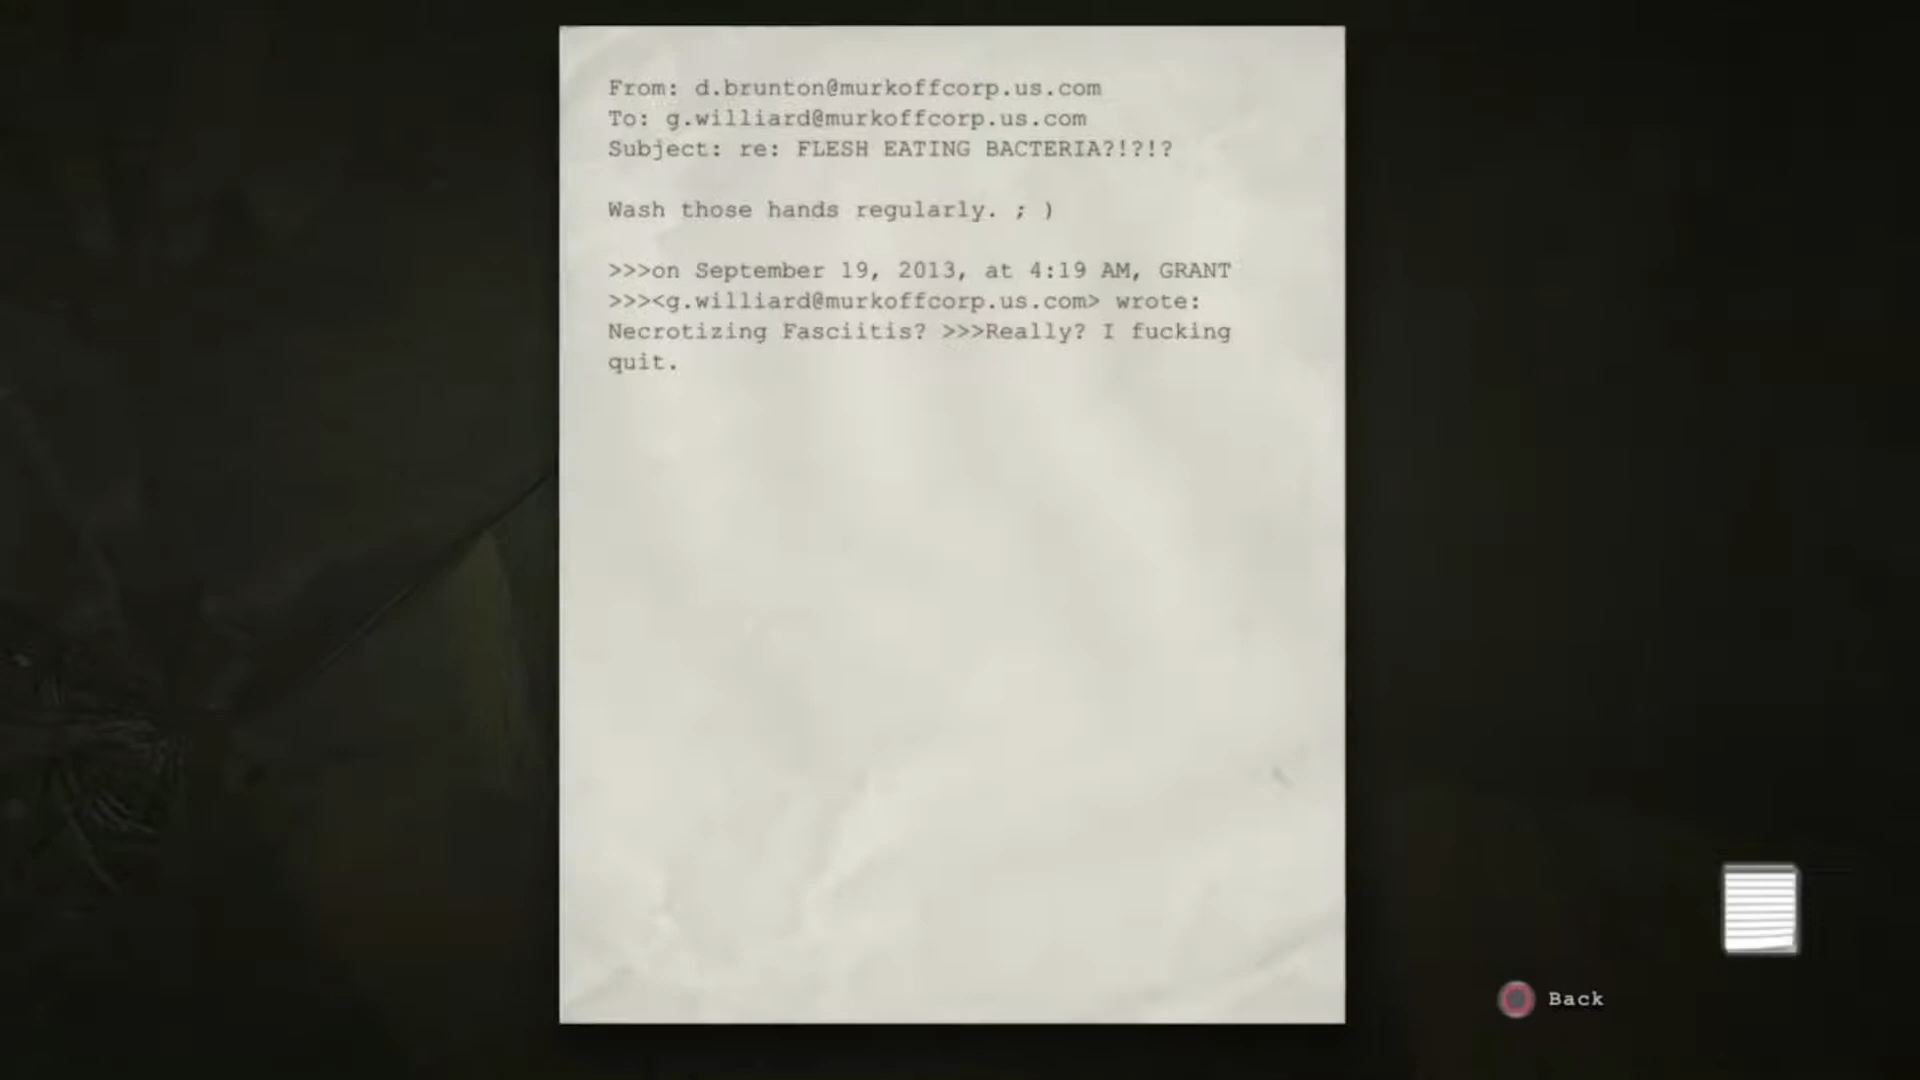 From: d.brunton@murkoffcorp.us.com
To: g.williard@murkoffcorp.us.com
Subject: re: FLESH EATING BACTERIA?!?!?
Wash those hands regularly. ; )
>>>on September 19, 2013, at 4:19 AM, GRANT
>>><g.williard@murkoffcorp.us.com> wrote:
Necrotizing Fasciitis? >>>Really? I fucking
quit.
Back